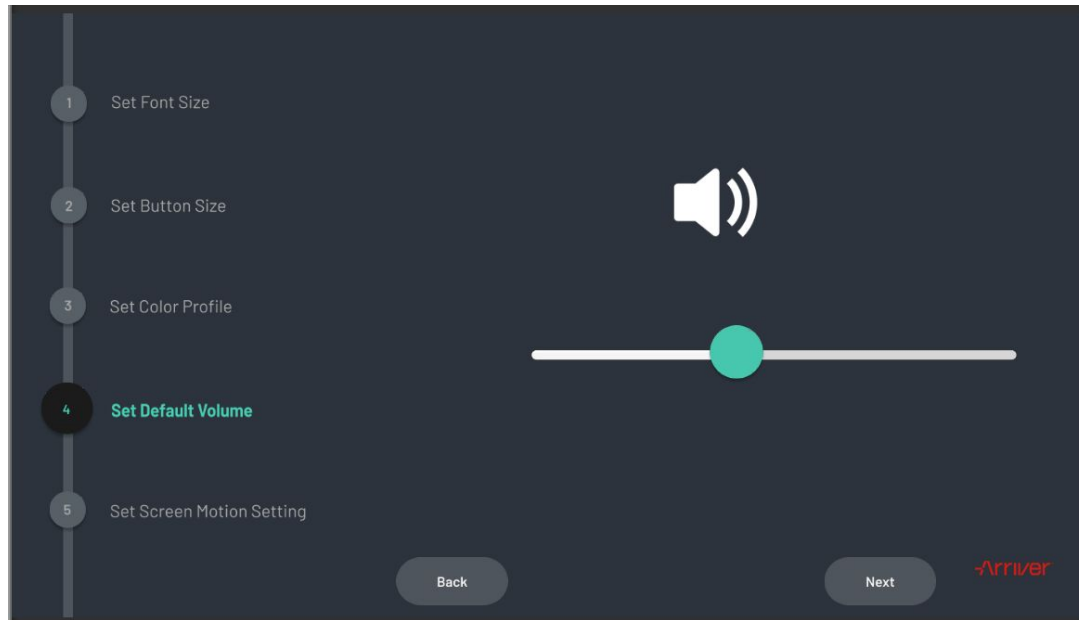 1 Set Font Size
2 Set Button Size
3 Set Color Profile
4 Set Default Volume
5 Set Screen Motion Setting
Back Next
Arriver